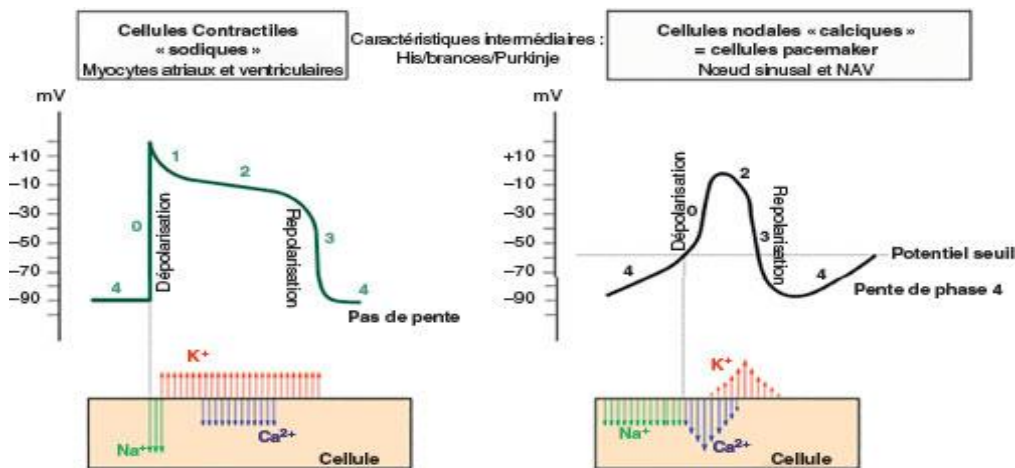 Cellules Contractiles
« sodiques »
Myocytes atriaux et ventriculaires
Caractéristiques intermédiaires :
His/brances/Purkinje
Cellules nodales « calciques »
= cellules pacemaker
Nœud sinusal et NAV
mV
+10
−10
−30
−50
−70
−90
4
0
Dépolarisation
1
2
Repolarisation
3
4
Pas de pente
K+
Na+
Ca2+
Cellule
mV
+10
−10
−30
−50
−70
−90
4
Dépolarisation
0
2
3
Repolarisation
4
Potentiel seuil
Pente de phase 4
K+
Na+
Ca2+
Cellule